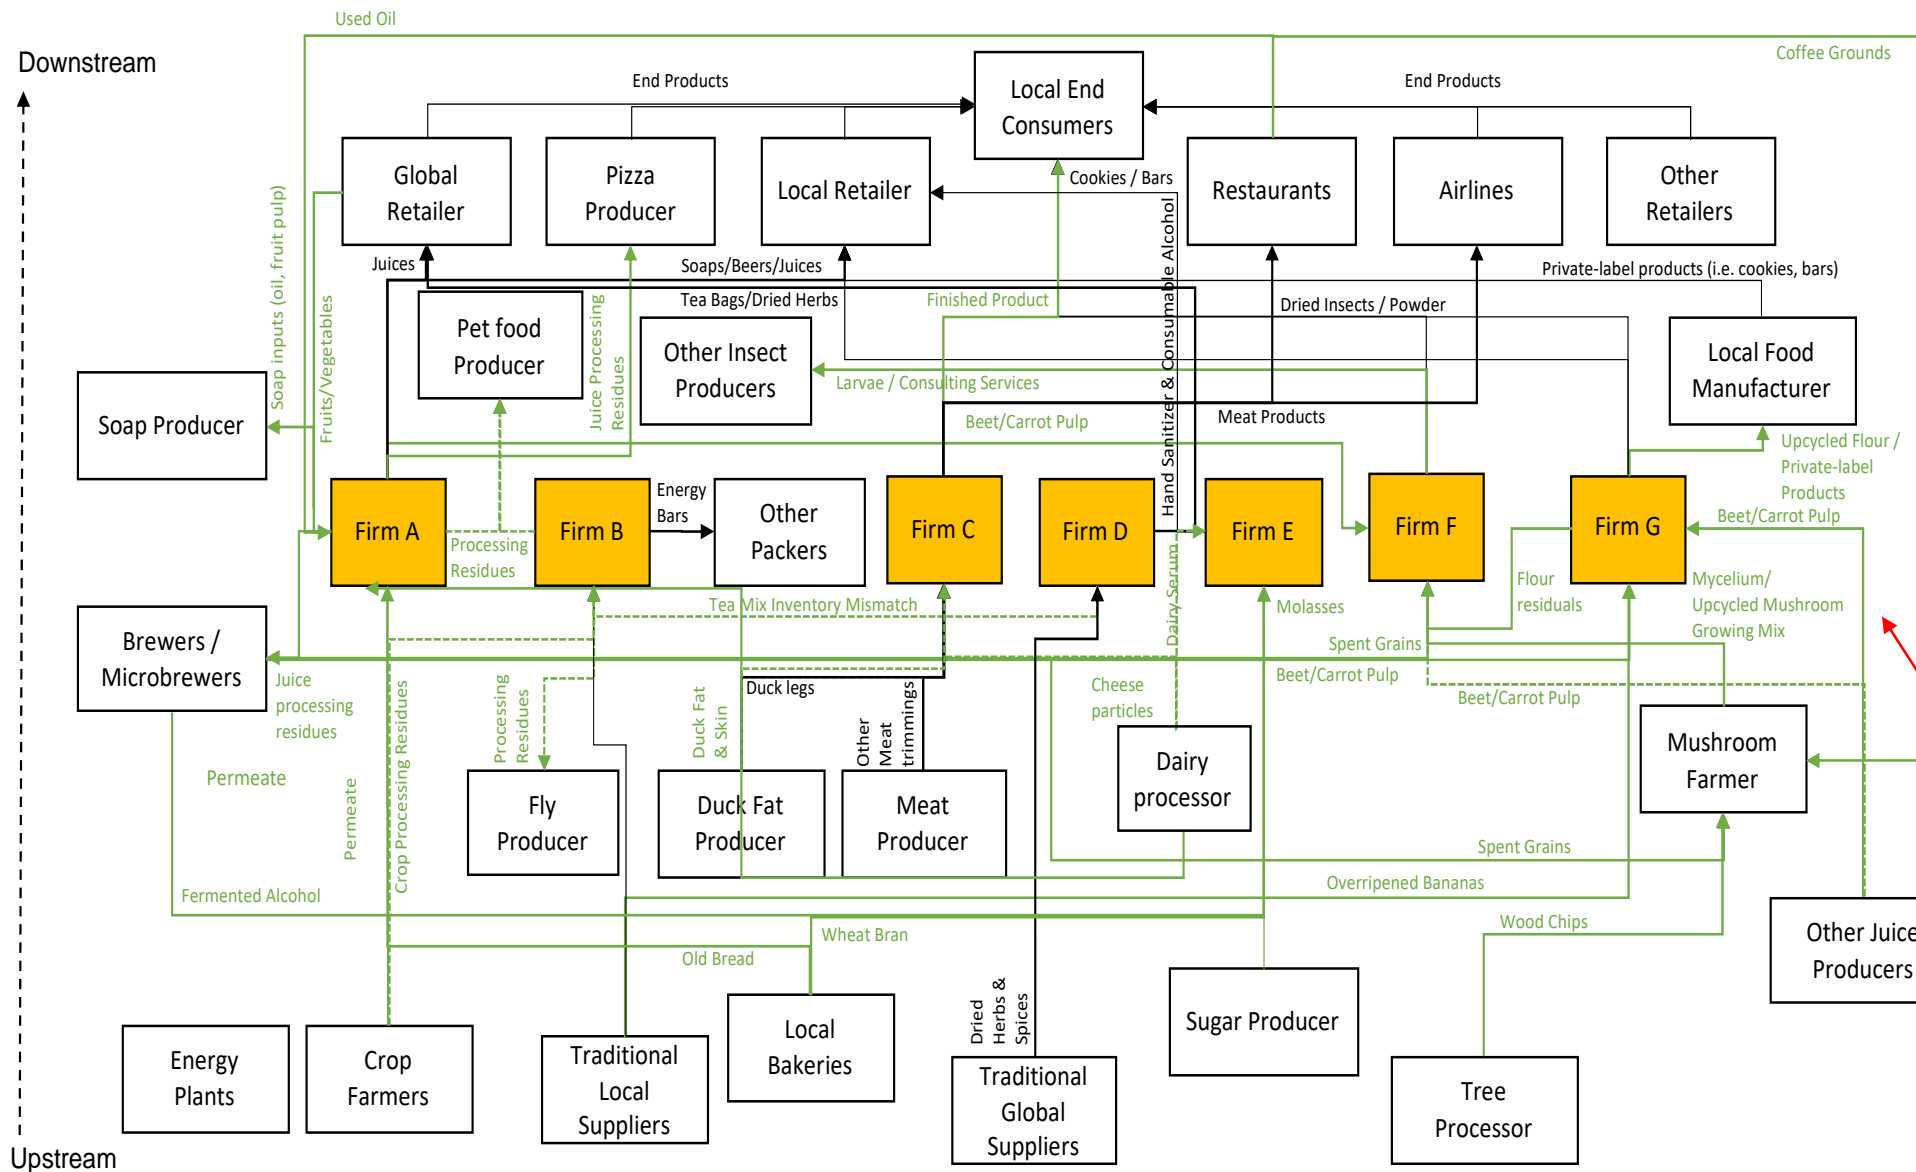 Used Oil
Coffee Grounds
Downstream
End Products
Local End
Consumers
End Products
Global
Retailer
Pizza
Producer
Local Retailer
Cookies / Bars
Restaurants
Airlines
Other
Retailers
Soap inputs (oil, fruit pulp)
Fruits/Vegetables
Juices
Soaps/Beers/Juices
Private-label products (i.e. cookies, bars)
Tea Bags/Dried Herbs
Finished Product
Dried Insects / Powder
Hand Sanitizer & Consumable Alcohol
Pet food
Producer
Juice Processing
Residues
Other Insect
Producers
Larvae / Consulting Services
Local Food
Manufacturer
Soap Producer
Beet/Carrot Pulp
Meat Products
Upcycled Flour /
Private-label
Products
Firm A
Processing
Residues
Firm B
Energy
Bars
Other
Packers
Firm C
Firm D
Firm E
Firm F
Firm G
Beet/Carrot Pulp
Tea Mix Inventory Mismatch
Dairy Serum
Molasses
Flour
residuals
Mycelium/
Upcycled Mushroom
Growing Mix
Brewers /
Microbrewers
Spent Grains
Juice
processing
residues
Duck legs
Cheese
particles
Beet/Carrot Pulp
Beet/Carrot Pulp
Permeate
Permeate
Crop Processing Residues
Processing
Residues
Duck Fat
& Skin
Other
Meat
trimmings
Fly
Producer
Duck Fat
Producer
Meat
Producer
Dairy
processor
Mushroom
Farmer
Spent Grains
Fermented Alcohol
Overripened Bananas
Wheat Bran
Wood Chips
Old Bread
Other Juice
Producers
Dried
Herbs &
Spices
Energy
Plants
Crop
Farmers
Traditional
Local
Suppliers
Local
Bakeries
Traditional
Global
Suppliers
Sugar Producer
Tree
Processor
Upstream